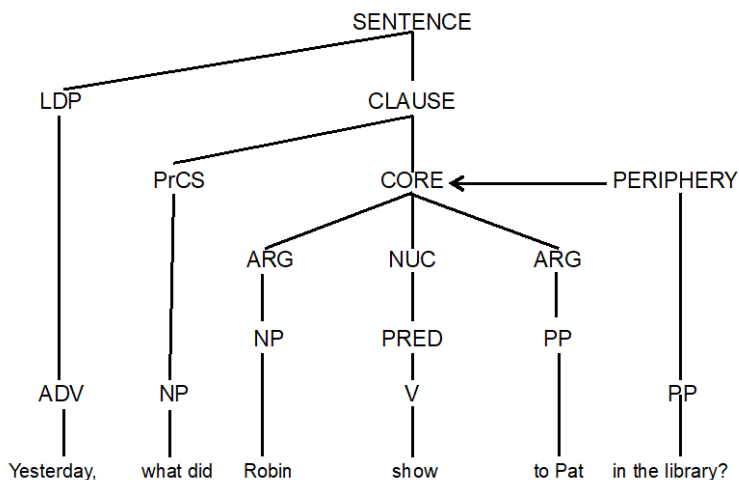 SENTENCE
LDP CLAUSE
PrCS CORE PERIPHERY
ARG NUC ARG
NP PRED PP
ADV NP V PP
Yesterday, what did Robin show to Pat in the library?